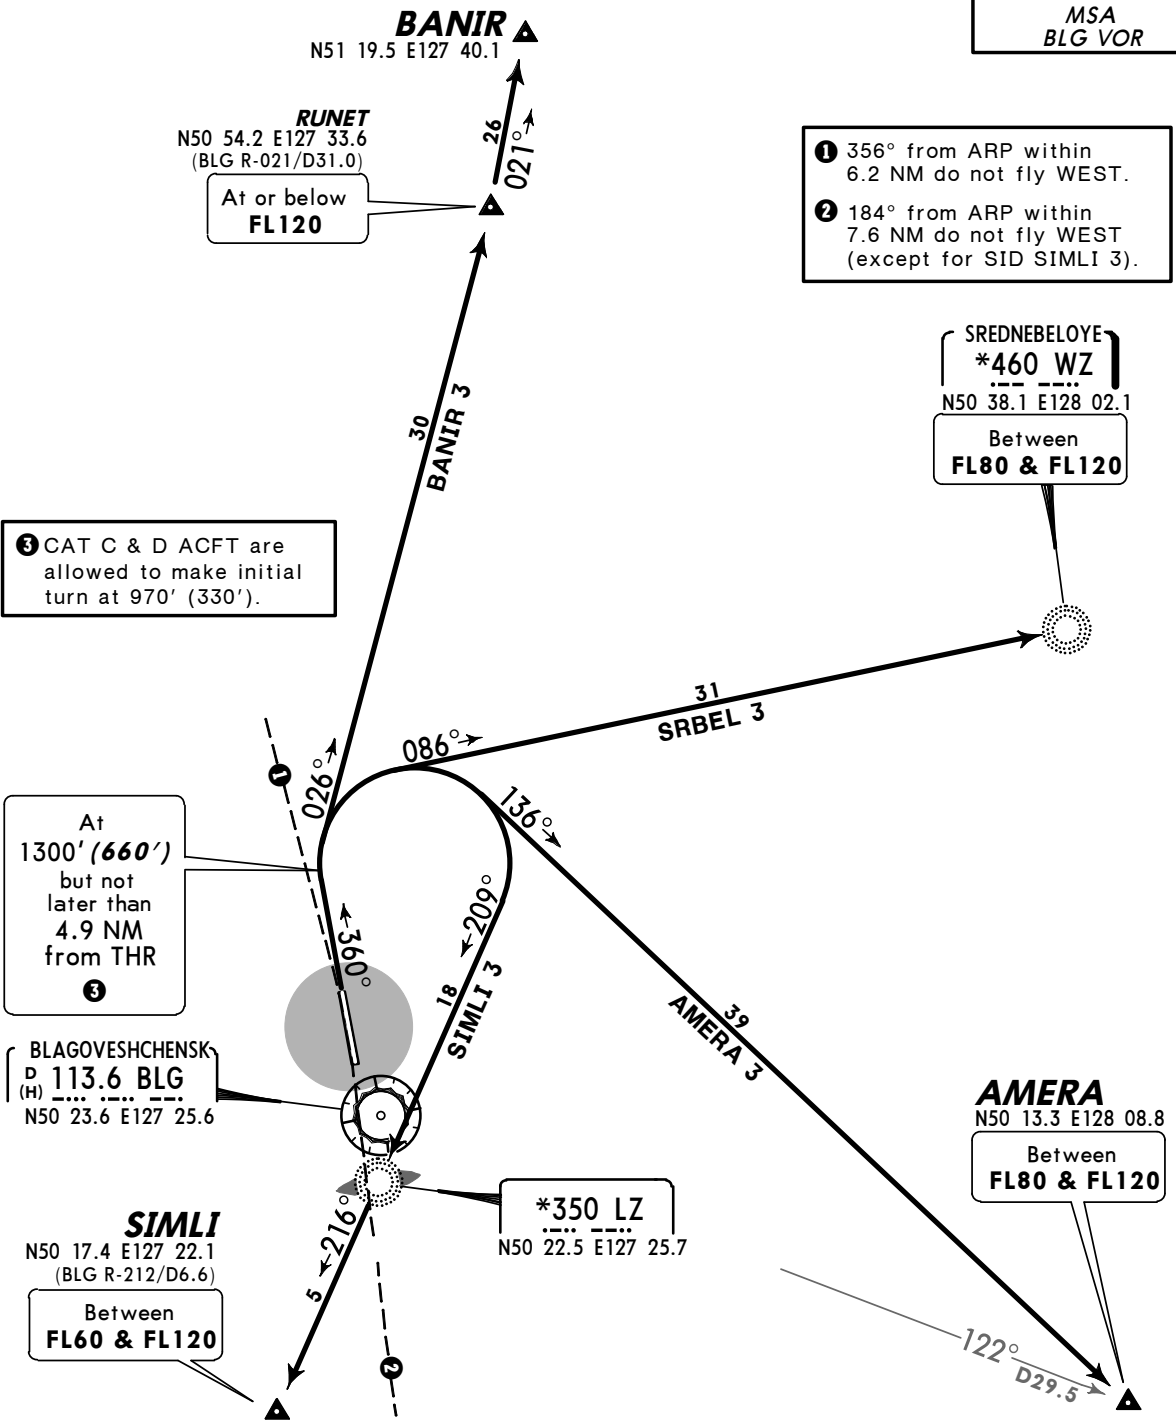 BANIR
N51 19.5 E127 40.1
MSA
BLG VOR
RUNET
N50 54.2 E127 33.6
(BLG R-021/D31.0)
At or below
FL120
26
021°
❶ 356° from ARP within
6.2 NM do not fly WEST.
❷ 184° from ARP within
7.6 NM do not fly WEST
(except for SID SIMLI 3).
SREDNEBELOYE
*460 WZ
N50 38.1 E128 02.1
Between
FL80 & FL120
30
BANIR 3
❸ CAT C & D ACFT are
allowed to make initial
turn at 970' (330').
31
SRBEL 3
086°
026°
❶
136°
At
1300' (660')
but not
later than
4.9 NM
from THR
❸
360°
209°
18
SIMLI 3
39
AMERA 3
BLAGOVESHCHENSK
D
(H) 113.6 BLG
N50 23.6 E127 25.6
AMERA
N50 13.3 E128 08.8
Between
FL80 & FL120
*350 LZ
N50 22.5 E127 25.7
216°
5
SIMLI
N50 17.4 E127 22.1
(BLG R-212/D6.6)
Between
FL60 & FL120
❷
122°
D29.5